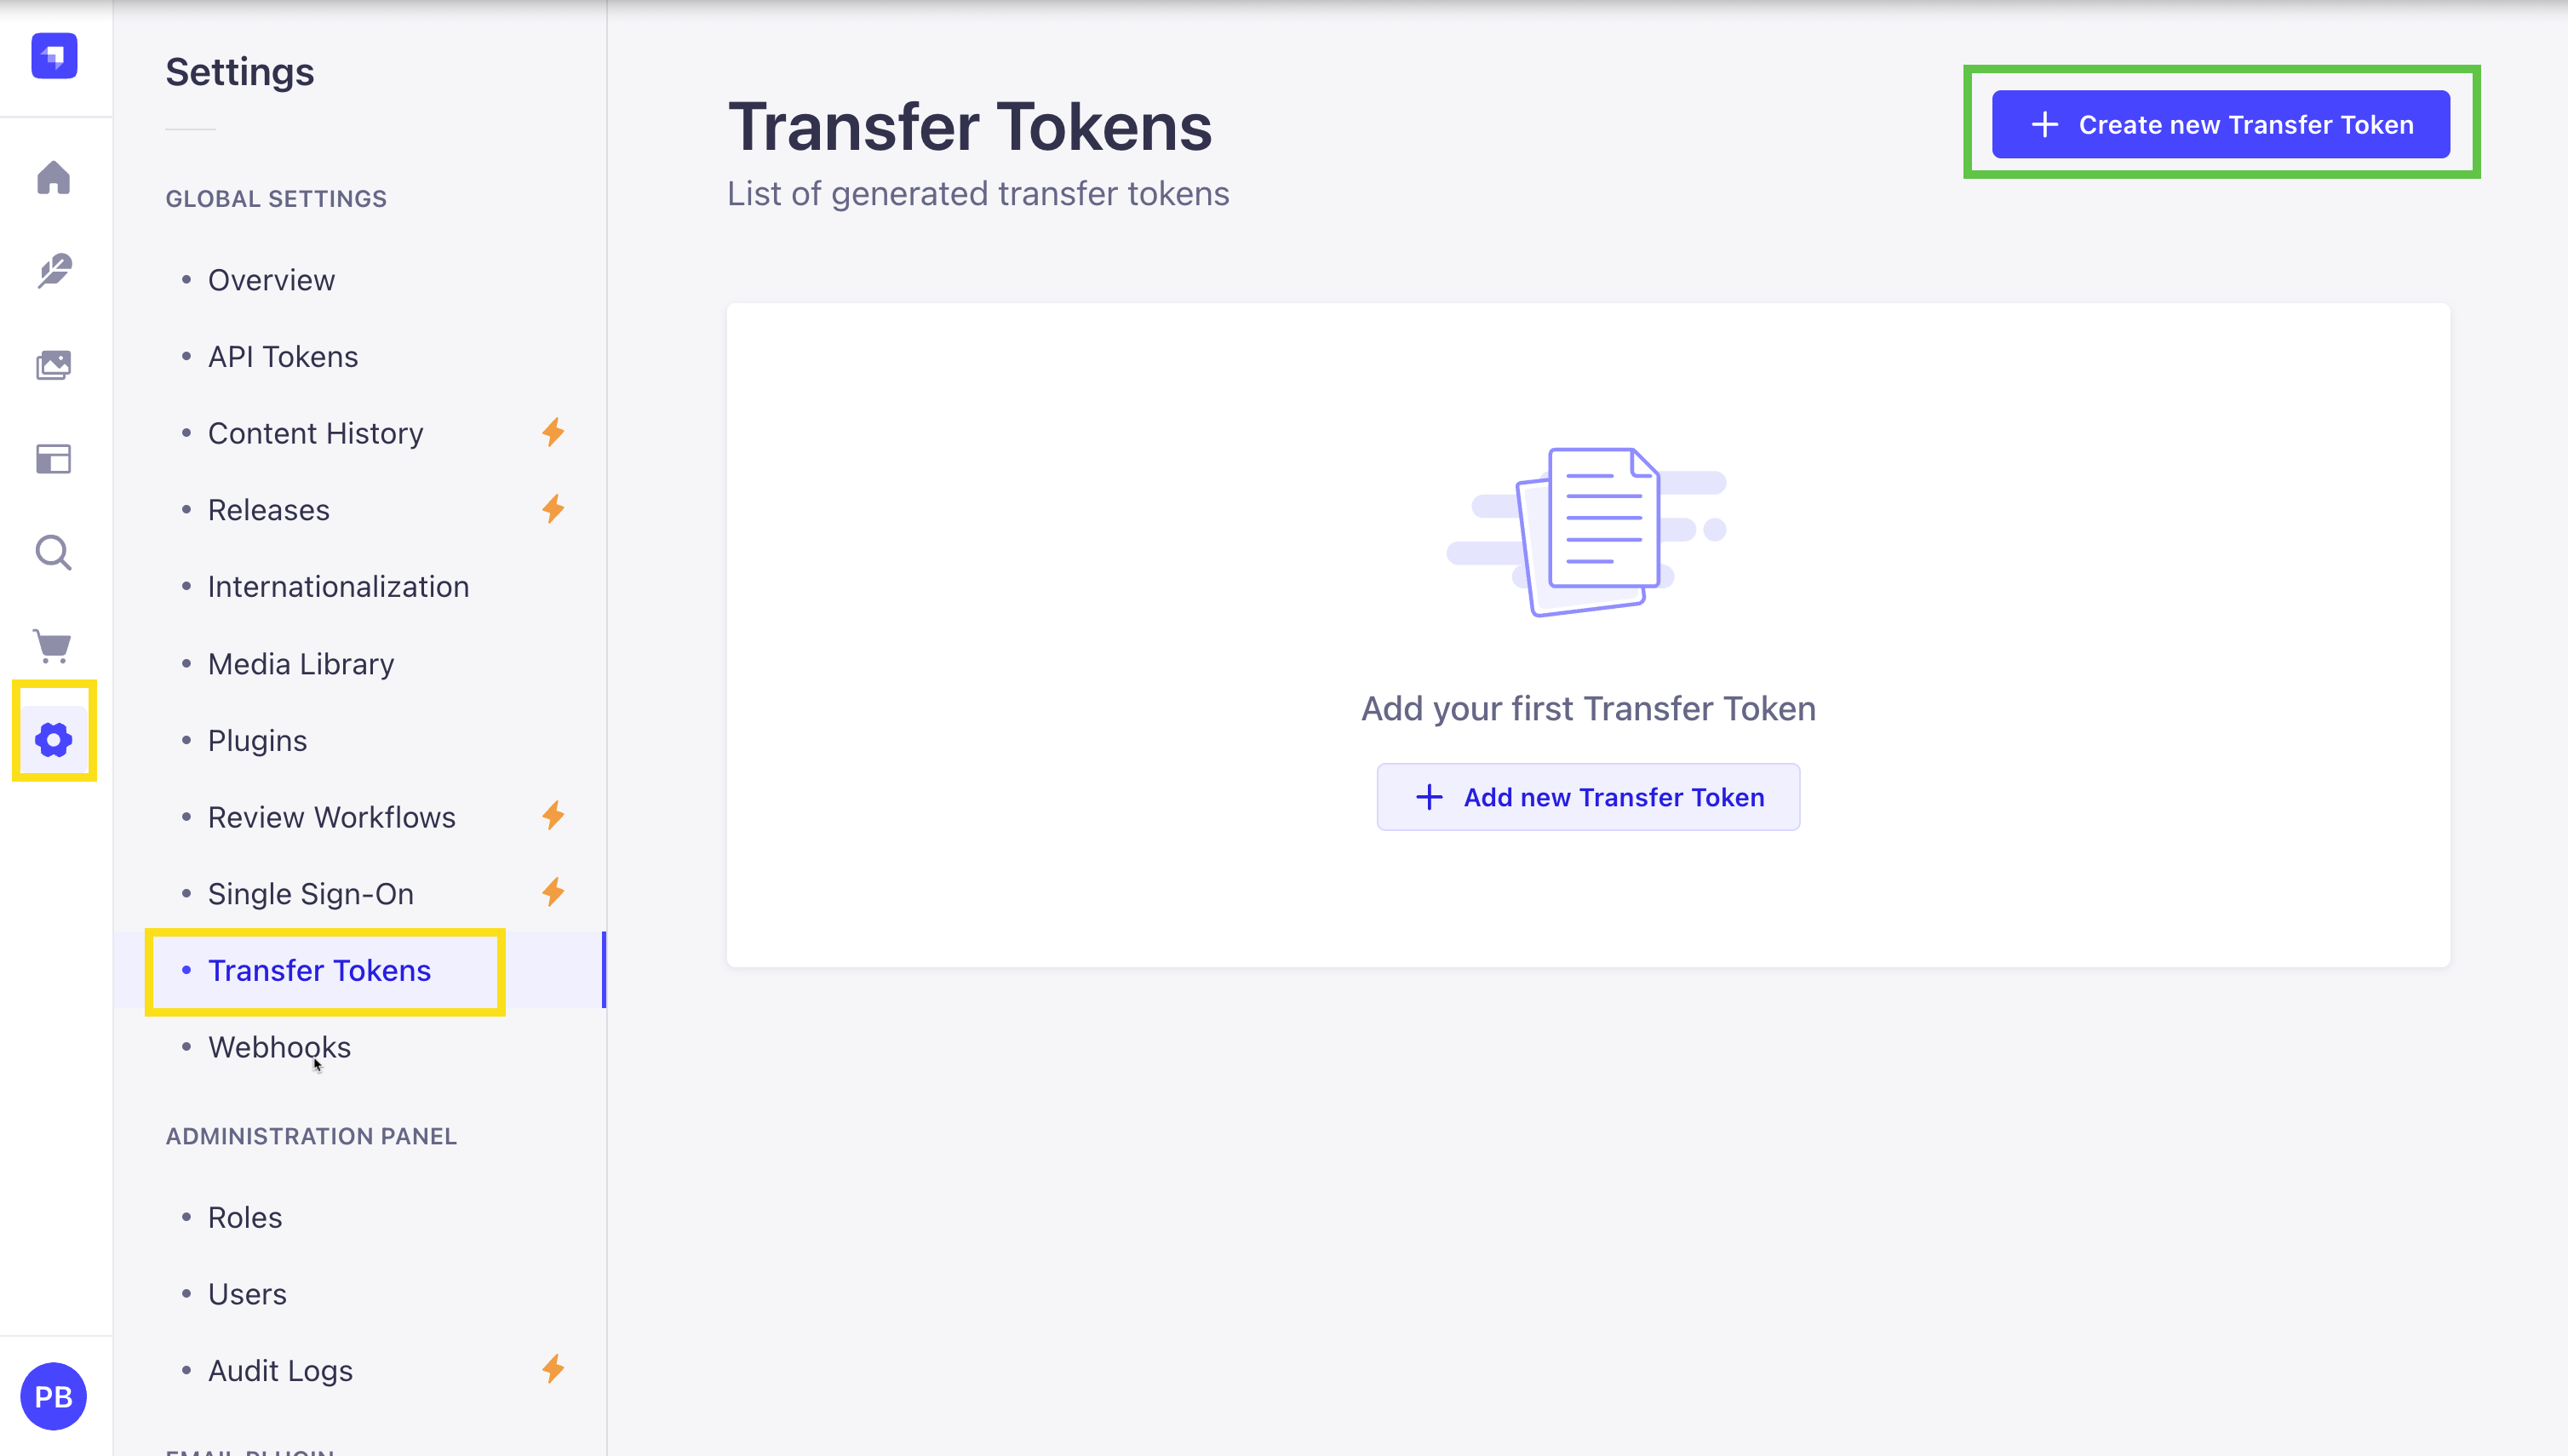 Settings
GLOBAL SETTINGS
Overview
API Tokens
Content History
Releases
Internationalization
Media Library
Plugins
Review Workflows
Single Sign-On
Transfer Tokens
Webhooks
ADMINISTRATION PANEL
Roles
Users
Audit Logs
EMAIL PLUGIN
PB
Transfer Tokens
List of generated transfer tokens
Create new Transfer Token
Add your first Transfer Token
Add new Transfer Token